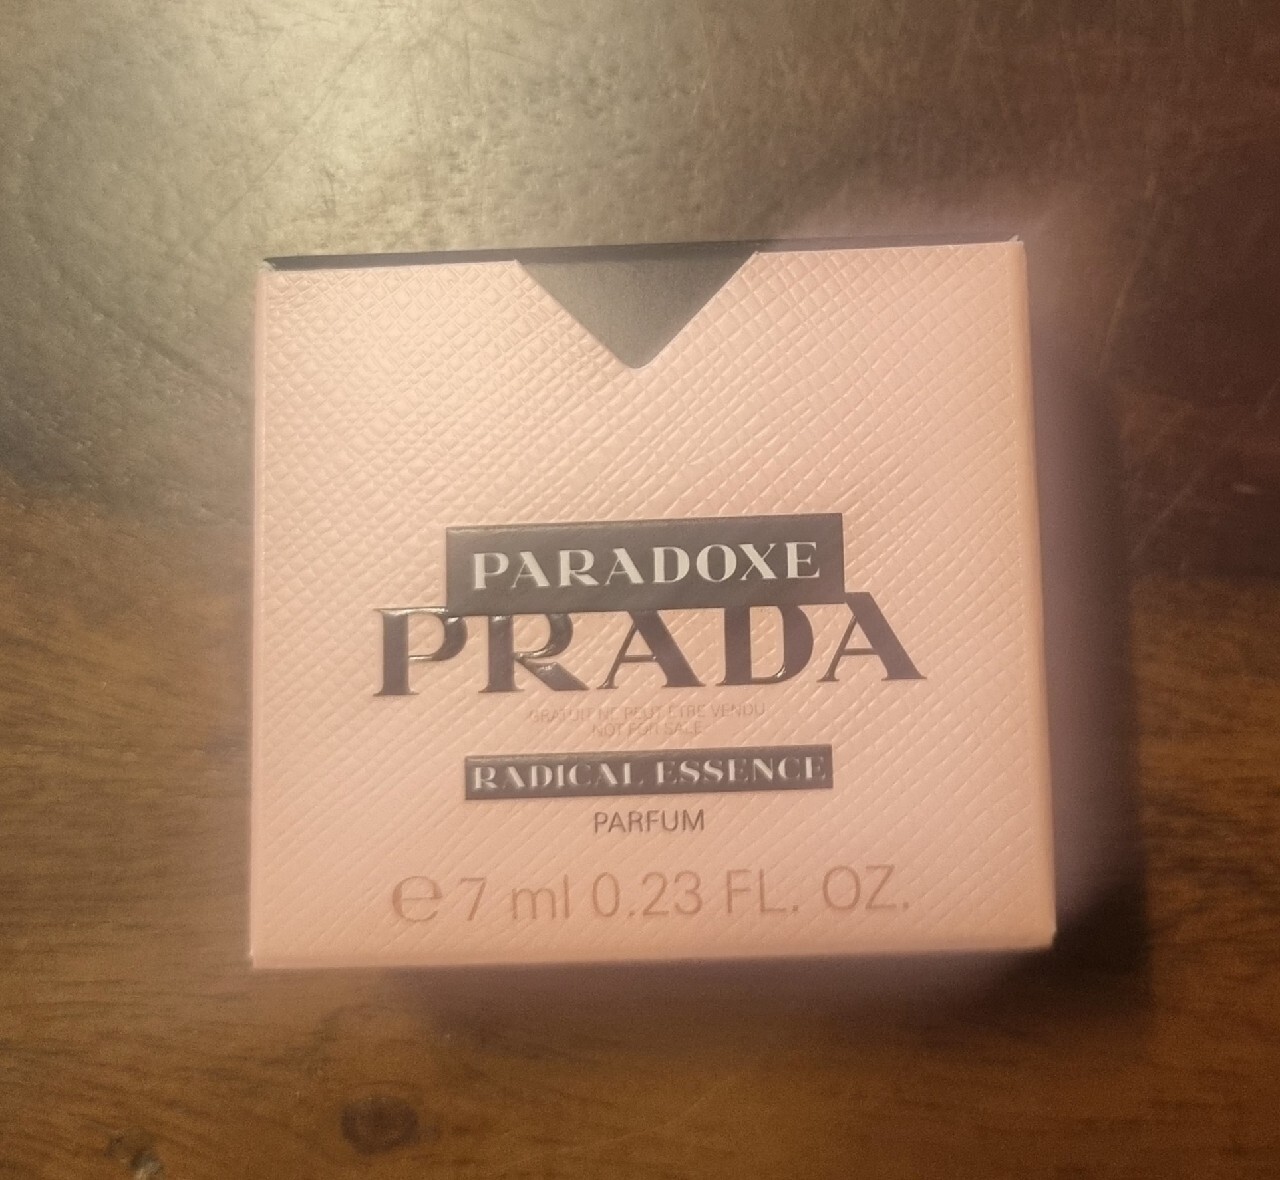 PARADOXE
PRADA
GRATUIT NE PEUT ÊTRE VENDU
NOT FOR SALE
RADICAL ESSENCE
PARFUM
℮ 7 ml 0.23 FL. OZ.